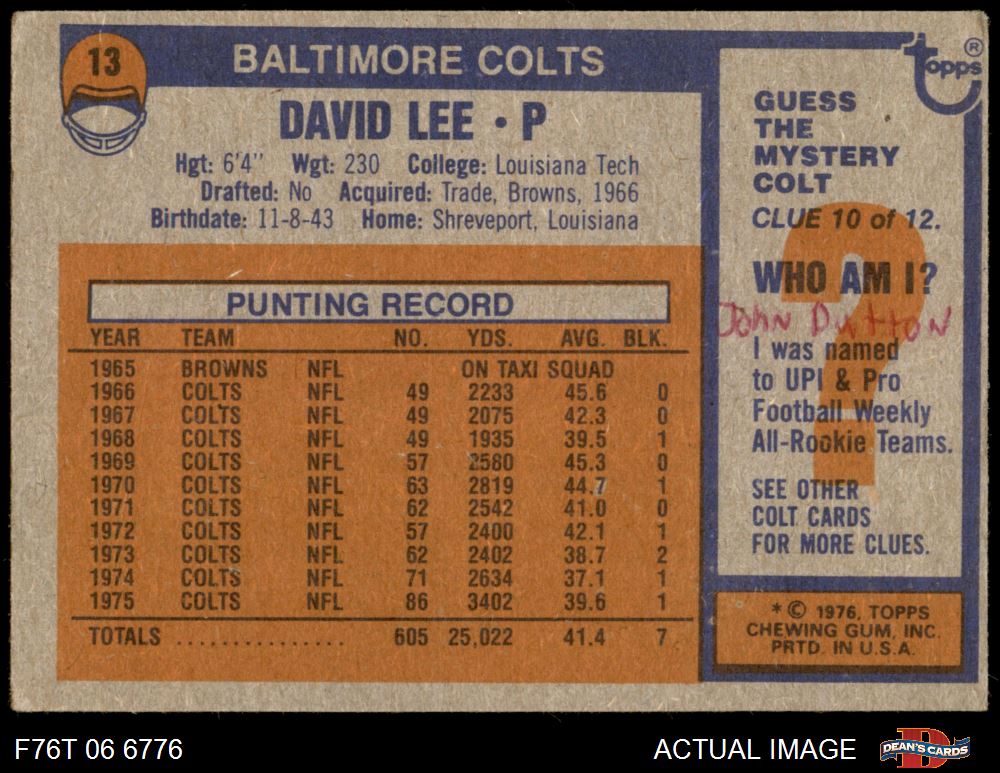 13
BALTIMORE COLTS
DAVID LEE • P
Hgt: 6'4" Wgt: 230 College: Louisiana Tech
Drafted: No Acquired: Trade, Browns, 1966
Birthdate: 11-8-43 Home: Shreveport, Louisiana
PUNTING RECORD
YEAR TEAM NO. YDS. AVG. BLK.
1965 BROWNS NFL ON TAXI SQUAD
1966 COLTS NFL 49 2233 45.6 0
1967 COLTS NFL 49 2075 42.3 0
1968 COLTS NFL 49 1935 39.5 1
1969 COLTS NFL 57 2580 45.3 0
1970 COLTS NFL 63 2819 44.7 1
1971 COLTS NFL 62 2542 41.0 0
1972 COLTS NFL 57 2400 42.1 1
1973 COLTS NFL 62 2402 38.7 2
1974 COLTS NFL 71 2634 37.1 1
1975 COLTS NFL 86 3402 39.6 1
TOTALS ................ 605 25,022 41.4 7
topps ®
GUESS
THE
MYSTERY
COLT
CLUE 10 of 12.
WHO AM I?
John Dutton
I was named
to UPI & Pro
Football Weekly
All-Rookie Teams.
SEE OTHER
COLT CARDS
FOR MORE CLUES.
* © 1976, TOPPS
CHEWING GUM, INC.
PRTD. IN U.S.A.
F76T 06 6776
ACTUAL IMAGE
DEAN'S CARDS